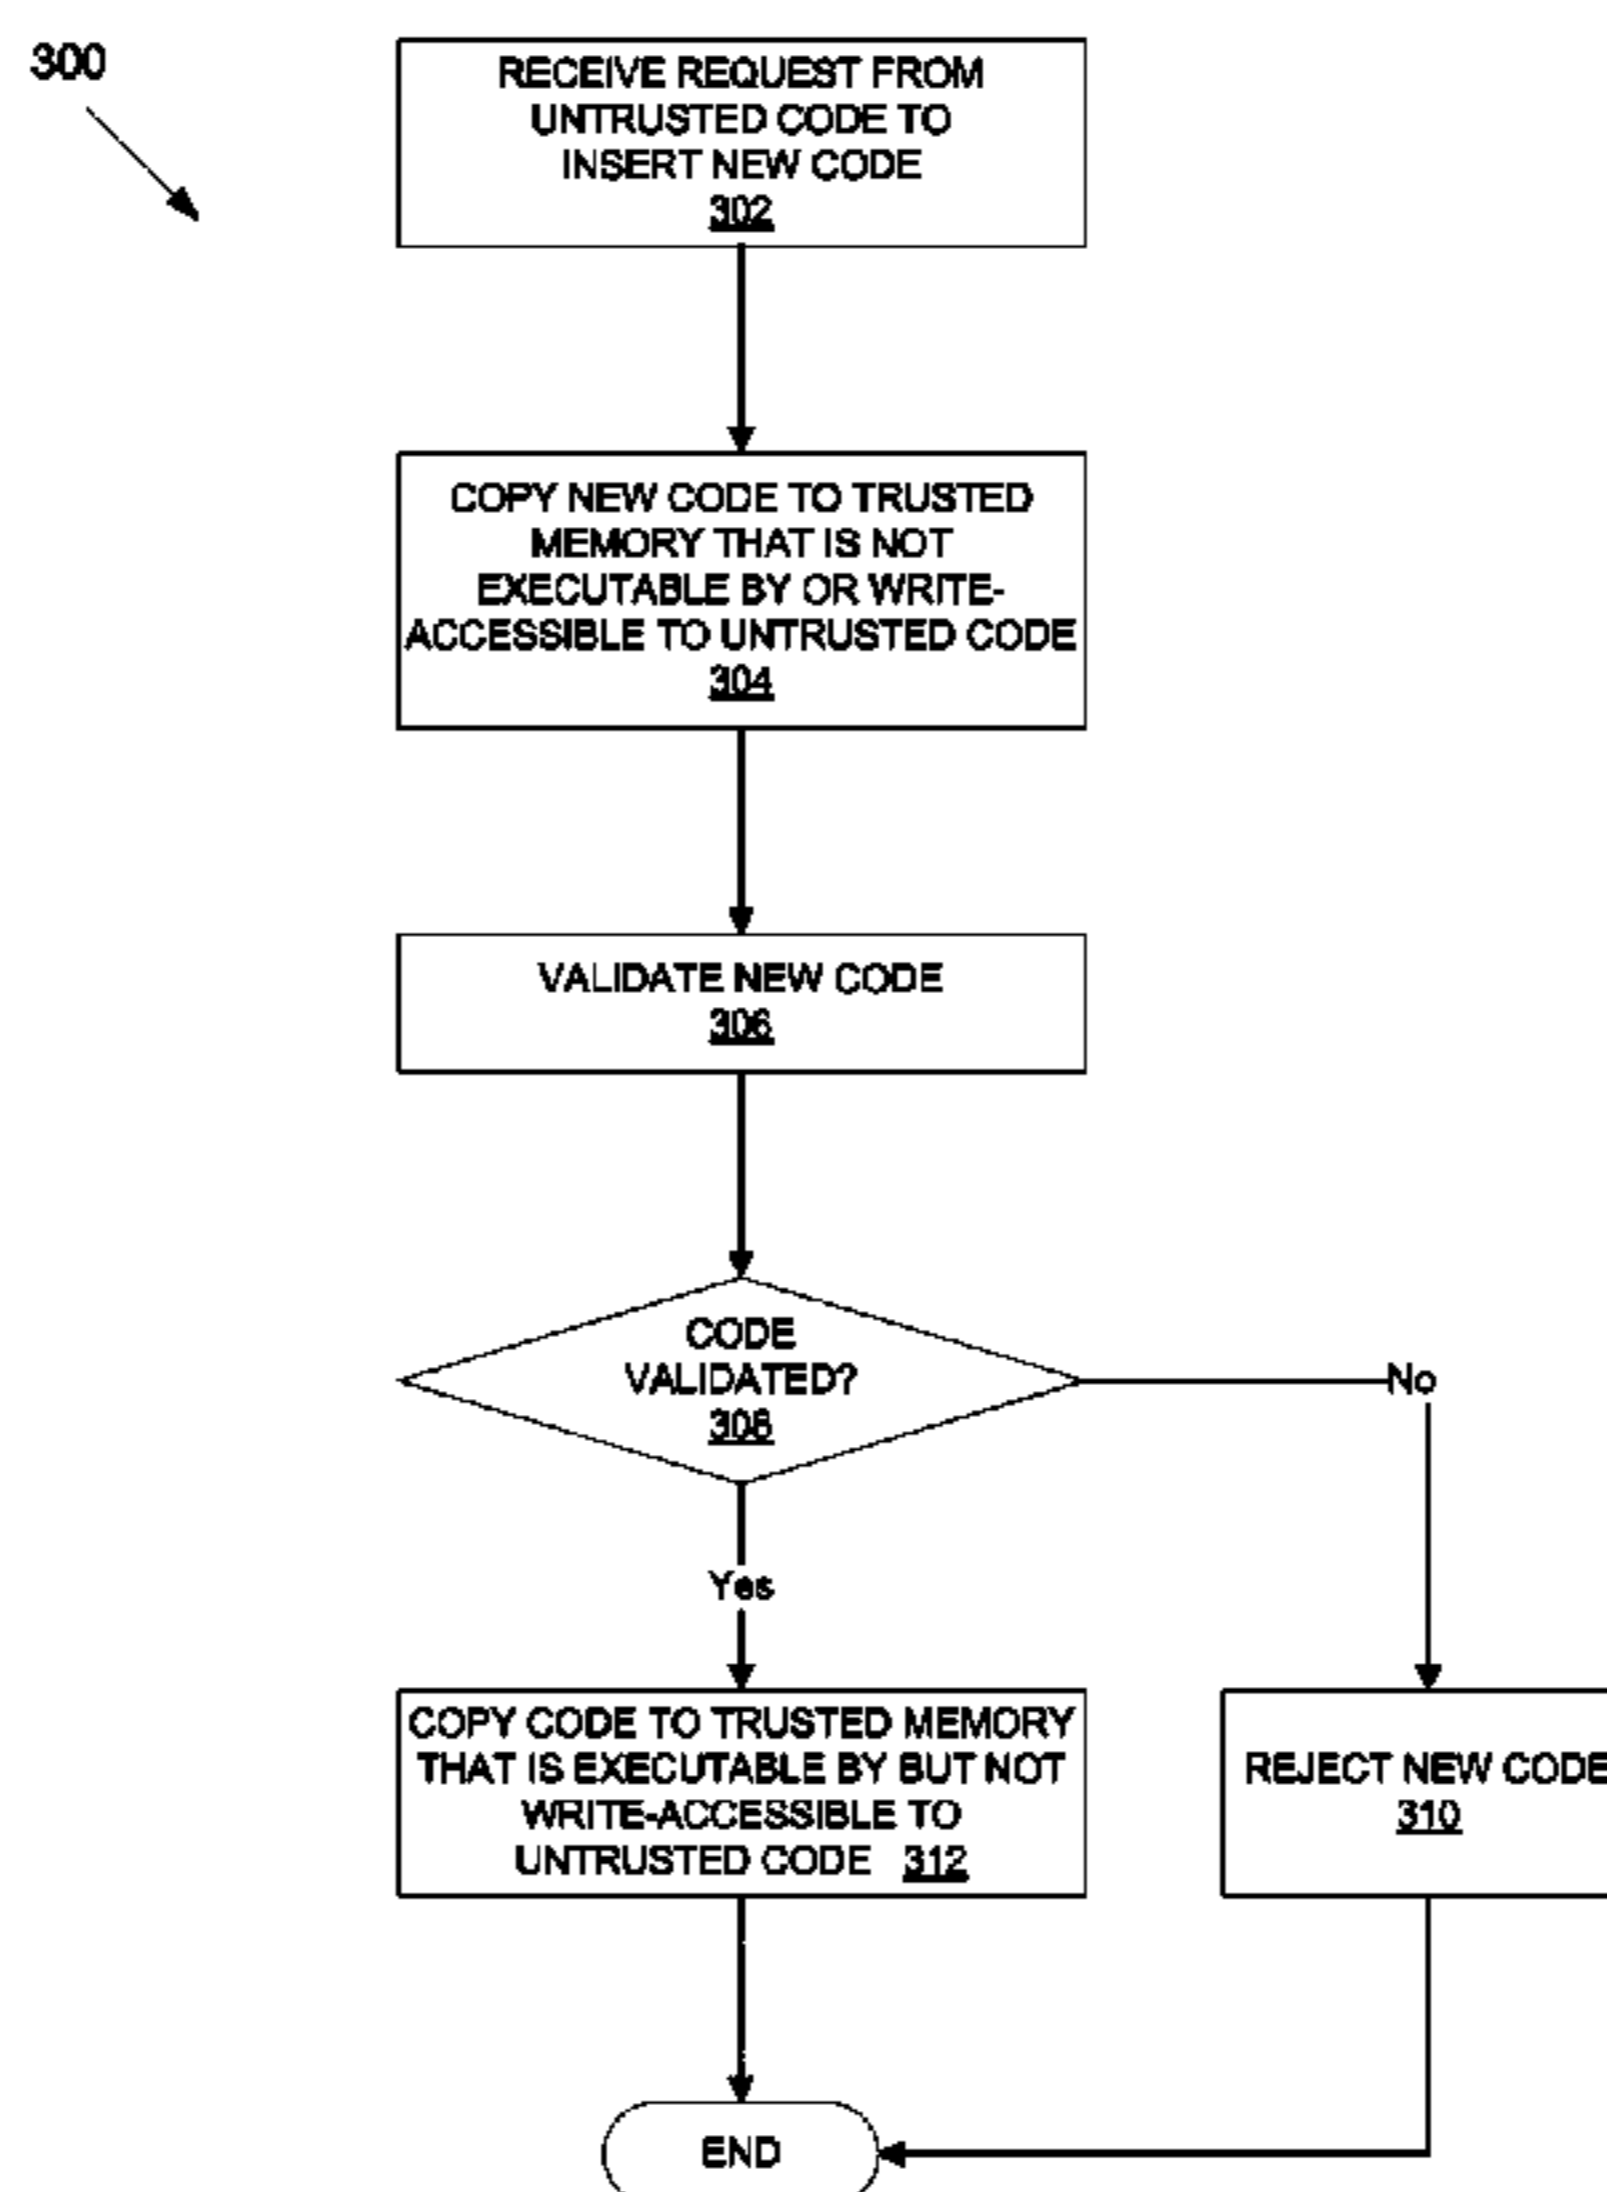 300
RECEIVE REQUEST FROM
UNTRUSTED CODE TO
INSERT NEW CODE
302
COPY NEW CODE TO TRUSTED
MEMORY THAT IS NOT
EXECUTABLE BY OR WRITE-
ACCESSIBLE TO UNTRUSTED CODE
304
VALIDATE NEW CODE
306
CODE
VALIDATED?
308
No
Yes
COPY CODE TO TRUSTED MEMORY
THAT IS EXECUTABLE BY BUT NOT
WRITE-ACCESSIBLE TO
UNTRUSTED CODE 312
REJECT NEW CODE
310
END